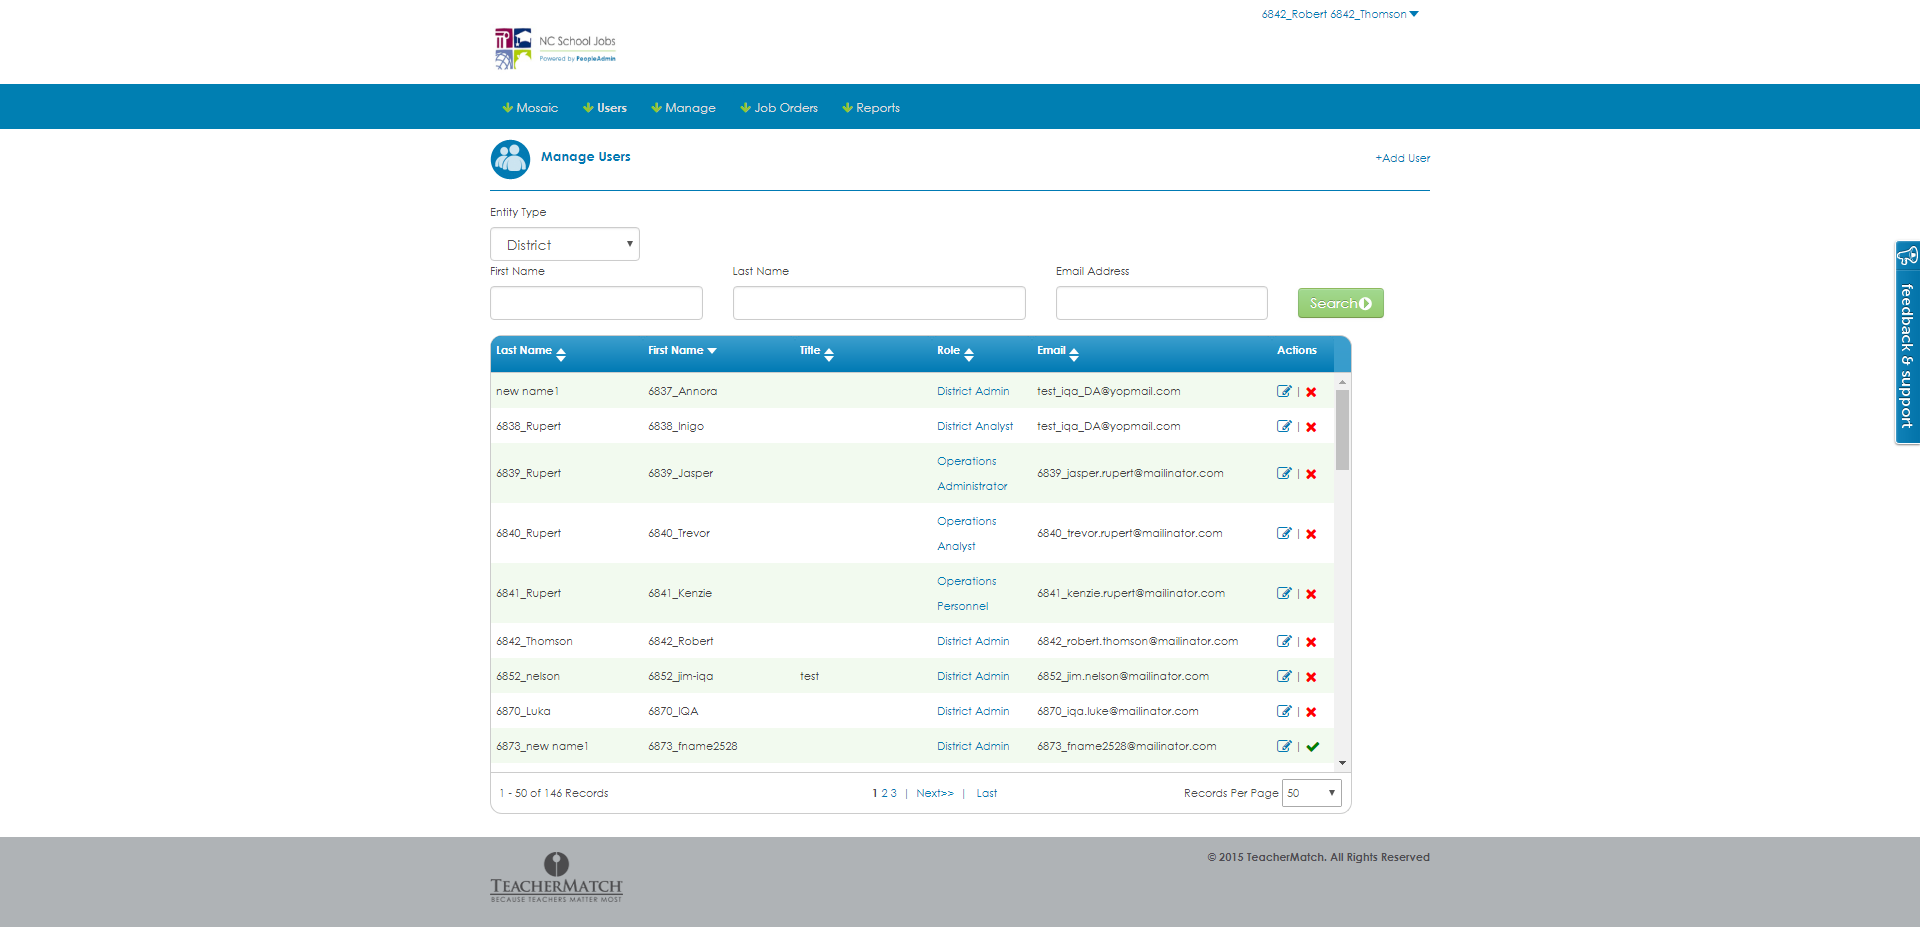 6842_Robert 6842_Thomson
NC School Jobs
Powered by PeopleAdmin
Mosaic Users Manage Job Orders Reports
Manage Users
+Add User
Entity Type
District
First Name Last Name Email Address
Search
feedback & support
Last Name First Name Title Role Email Actions
new name1 6837_Annora District Admin test_iqa_DA@yopmail.com |
6838_Rupert 6838_Inigo District Analyst test_iqa_DA@yopmail.com |
6839_Rupert 6839_Jasper Operations Administrator 6839_jasper.rupert@mailinator.com |
6840_Rupert 6840_Trevor Operations Analyst 6840_trevor.rupert@mailinator.com |
6841_Rupert 6841_Kenzie Operations Personnel 6841_kenzie.rupert@mailinator.com |
6842_Thomson 6842_Robert District Admin 6842_robert.thomson@mailinator.com |
6852_nelson 6852_jim-iqa test District Admin 6852_jim.nelson@mailinator.com |
6870_Luka 6870_IQA District Admin 6870_iqa.luke@mailinator.com |
6873_new name1 6873_fname2528 District Admin 6873_fname2528@mailinator.com |
1 - 50 of 146 Records 1 2 3 | Next>> | Last Records Per Page 50
© 2015 TeacherMatch. All Rights Reserved
TEACHERMATCH
BECAUSE TEACHERS MATTER MOST